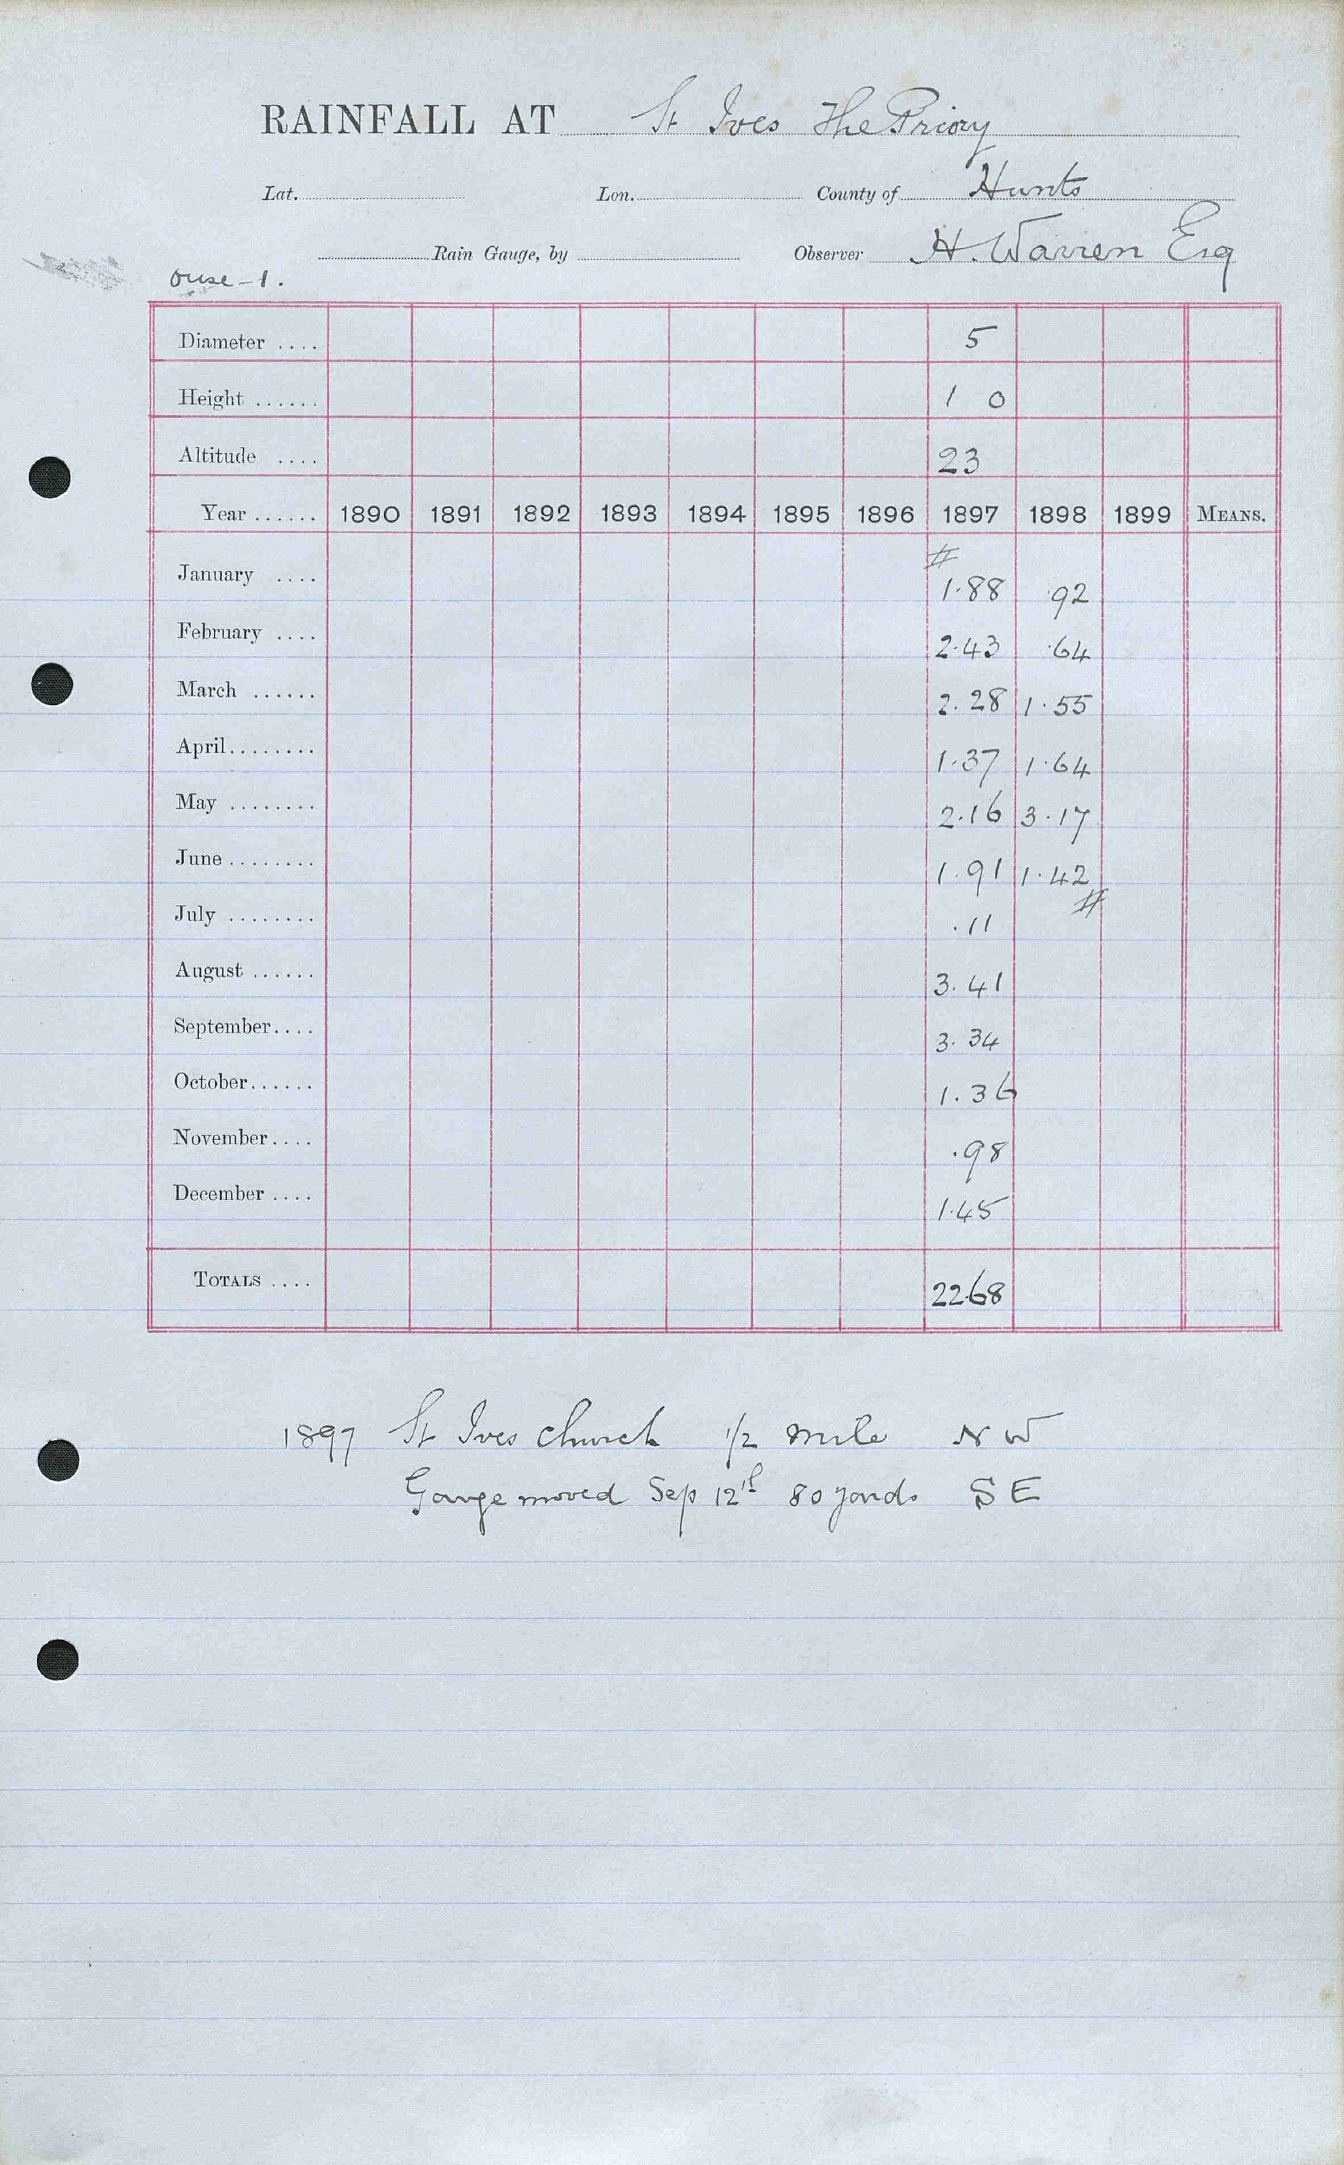 RAINFALL AT St Ives The Priory
Lat. Lon. County of Hunts
Rain Gauge, by Observer H. Warren Esq
Ouse-1.
Diameter .... 5
Height ...... 1 0
Altitude .... 23
Year ...... 1890 1891 1892 1893 1894 1895 1896 1897 1898 1899 MEANS.
January .... # 1.88 .92
February .... 2.43 .64
March ...... 2.28 1.55
April ........ 1.37 1.64
May ........ 2.16 3.17
June ........ 1.91 1.42
July ........ .11 #
August ...... 3.41
September .... 3.34
October ...... 1.36
November .... .98
December .... 1.45
TOTALS .... 22.68
1897 St Ives church 1/2 mile NW
Gauge moved Sep 12th 80 yards SE